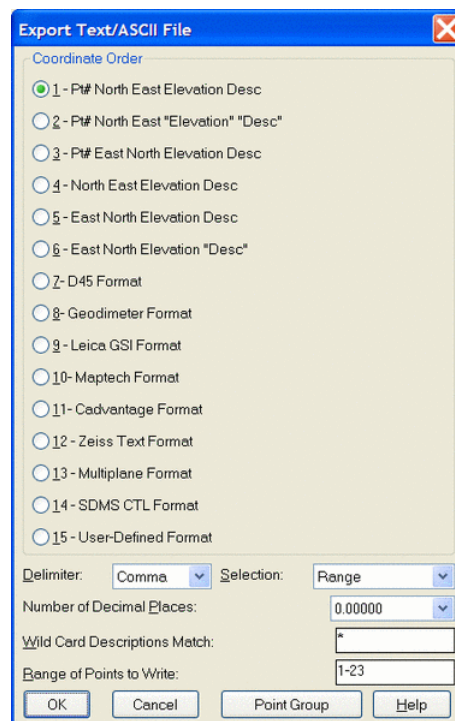 Export Text/ASCII File
Coordinate Order
1 - Pt# North East Elevation Desc
2 - Pt# North East "Elevation" "Desc"
3 - Pt# East North Elevation Desc
4 - North East Elevation Desc
5 - East North Elevation Desc
6 - East North Elevation "Desc"
7- D45 Format
8- Geodimeter Format
9 - Leica GSI Format
10- Maptech Format
11- Cadvantage Format
12 - Zeiss Text Format
13 - Multiplane Format
14 - SDMS CTL Format
15 - User-Defined Format
Delimiter: Comma Selection: Range
Number of Decimal Places: 0.00000
Wild Card Descriptions Match: *
Range of Points to Write: 1-23
OK Cancel Point Group Help